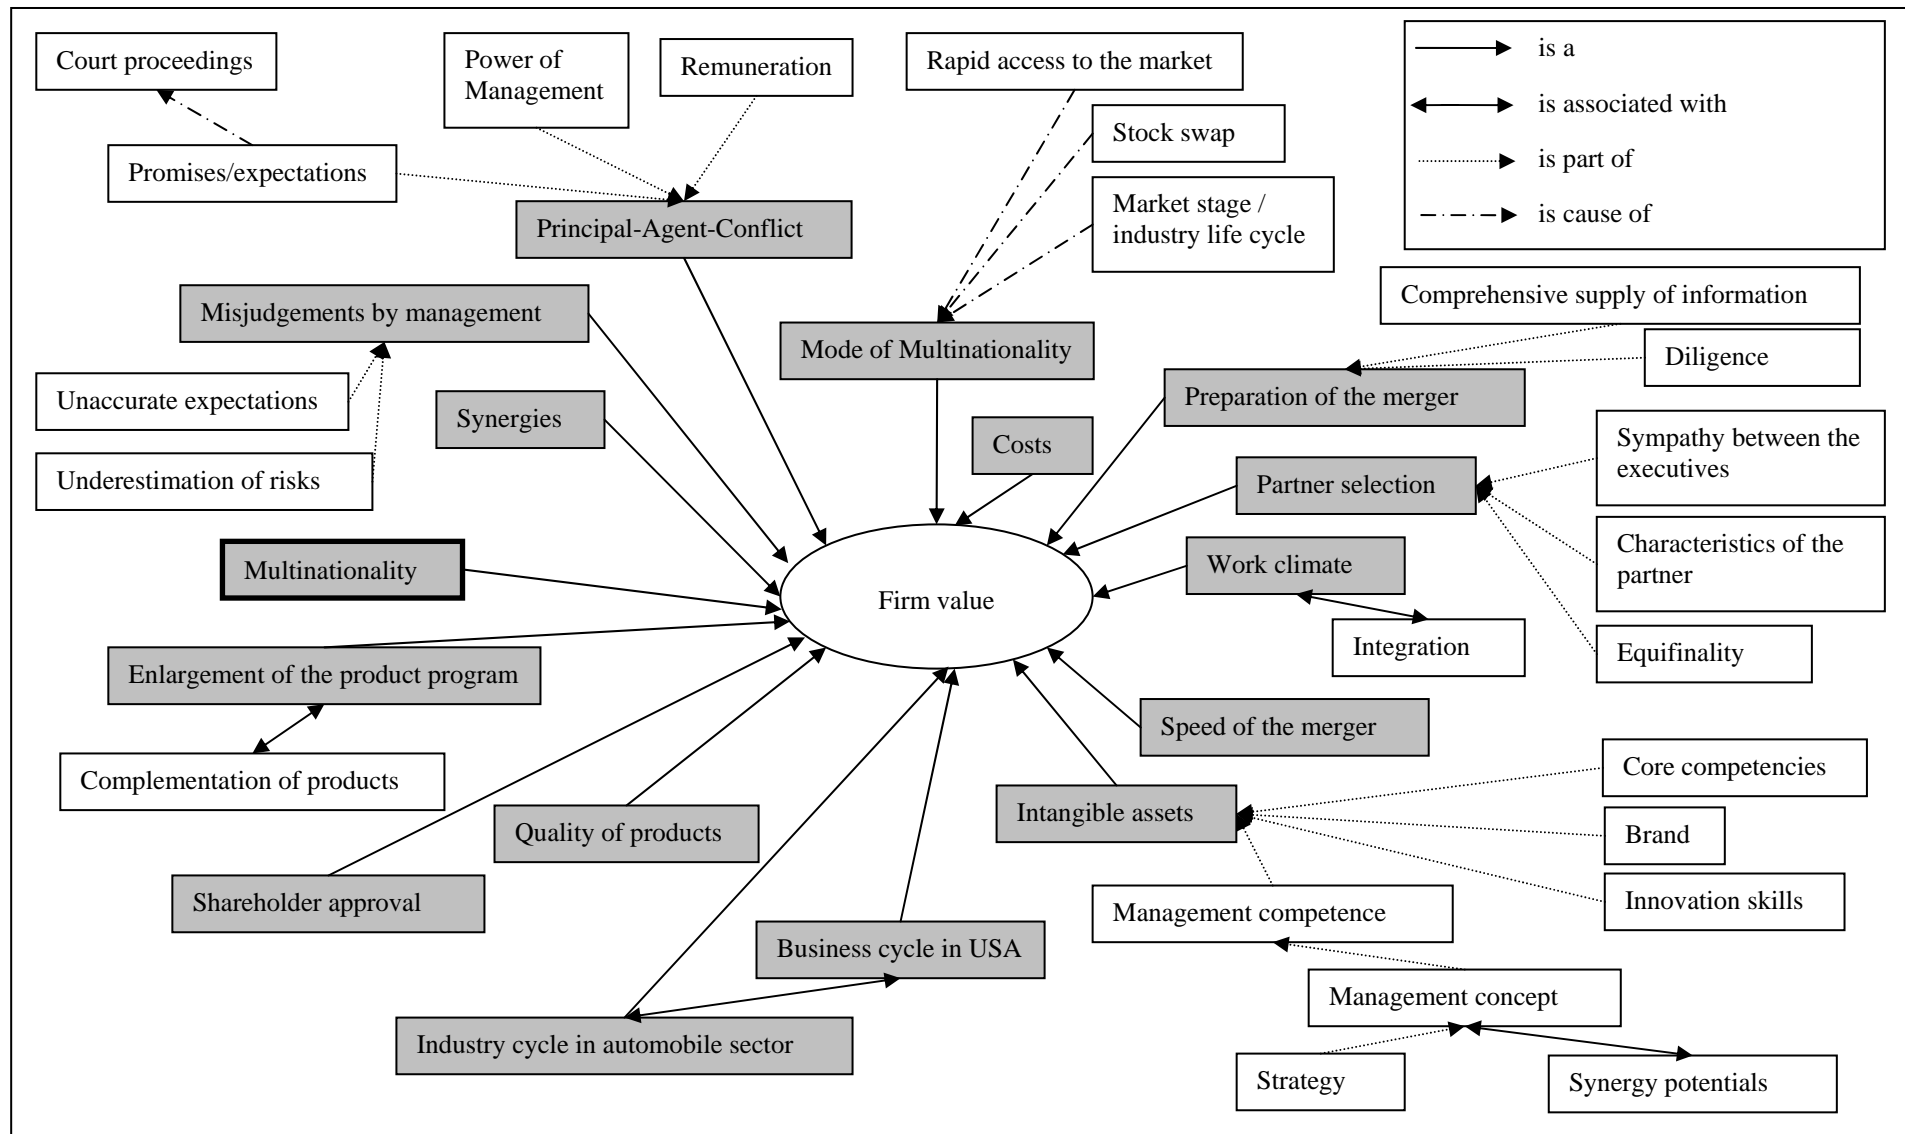 Court proceedings
Power of
Management
Remuneration
Rapid access to the market
is a
is associated with
is part of
is cause of
Stock swap
Promises/expectations
Market stage /
industry life cycle
Principal-Agent-Conflict
Comprehensive supply of information
Misjudgements by management
Mode of Multinationality
Diligence
Preparation of the merger
Unaccurate expectations
Synergies
Costs
Sympathy between the
executives
Underestimation of risks
Partner selection
Characteristics of the
partner
Multinationality
Work climate
Firm value
Integration
Equifinality
Enlargement of the product program
Speed of the merger
Complementation of products
Core competencies
Quality of products
Intangible assets
Brand
Shareholder approval
Management competence
Innovation skills
Business cycle in USA
Management concept
Industry cycle in automobile sector
Strategy
Synergy potentials